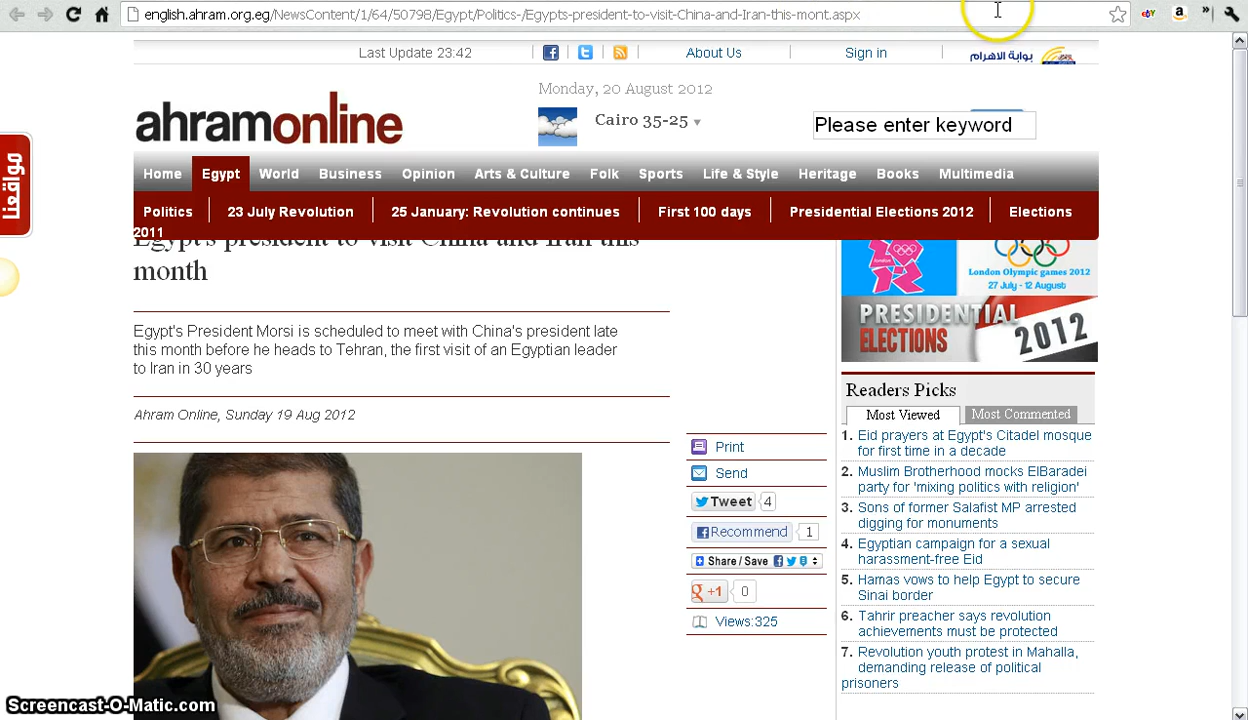 english.ahram.org.eg/NewsContent/1/64/50798/Egypt/Politics-/Egypts-president-to-visit-China-and-Iran-this-mont.aspx
ebY
a
»
Last Update 23:42
About Us
Sign in
بوابة الاهرام
Monday, 20 August 2012
ahramonline
Cairo 35-25
Please enter keyword
مواقعنا
Home Egypt World Business Opinion Arts & Culture Folk Sports Life & Style Heritage Books Multimedia
Politics 23 July Revolution 25 January: Revolution continues First 100 days Presidential Elections 2012 Elections
2011
Egypt's president to visit China and Iran this
month
Egypt's President Morsi is scheduled to meet with China's president late
this month before he heads to Tehran, the first visit of an Egyptian leader
to Iran in 30 years
Ahram Online, Sunday 19 Aug 2012
Print
Send
Tweet 4
Recommend 1
Share / Save
g +1 0
Views:325
London
London Olympic games 2012
27 July - 12 August
PRESIDENTIAL
ELECTIONS 2012
Readers Picks
Most Viewed Most Commented
1. Eid prayers at Egypt's Citadel mosque
for first time in a decade
2. Muslim Brotherhood mocks ElBaradei
party for 'mixing politics with religion'
3. Sons of former Salafist MP arrested
digging for monuments
4. Egyptian campaign for a sexual
harassment-free Eid
5. Hamas vows to help Egypt to secure
Sinai border
6. Tahrir preacher says revolution
achievements must be protected
7. Revolution youth protest in Mahalla,
demanding release of political
prisoners
Screencast-O-Matic.com